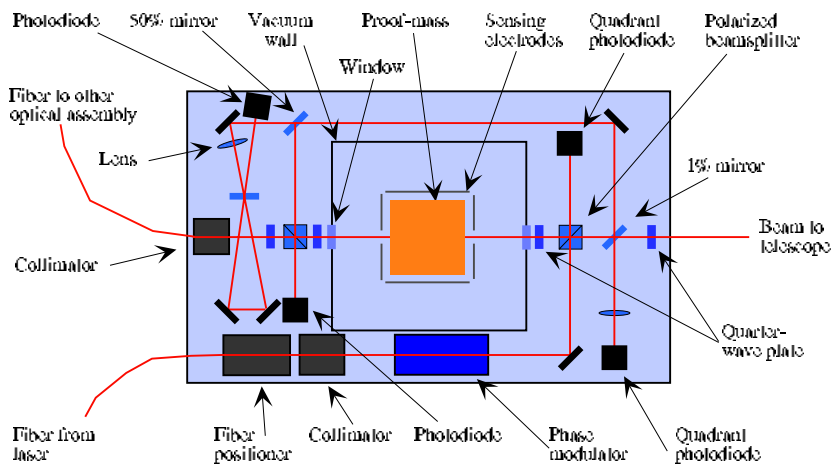 Photodiode
50% mirror
Vacuum
wall
Proof-mass
Sensing
electrodes
Quadrant
photodiode
Polarized
beamsplitter
Window
Fiber to other
optical assembly
Lens
1% mirror
Beam to
telescope
Collimator
Quarter-
wave plate
Fiber from
laser
Fiber
positioner
Collimator
Photodiode
Phase
modulator
Quadrant
photodiode